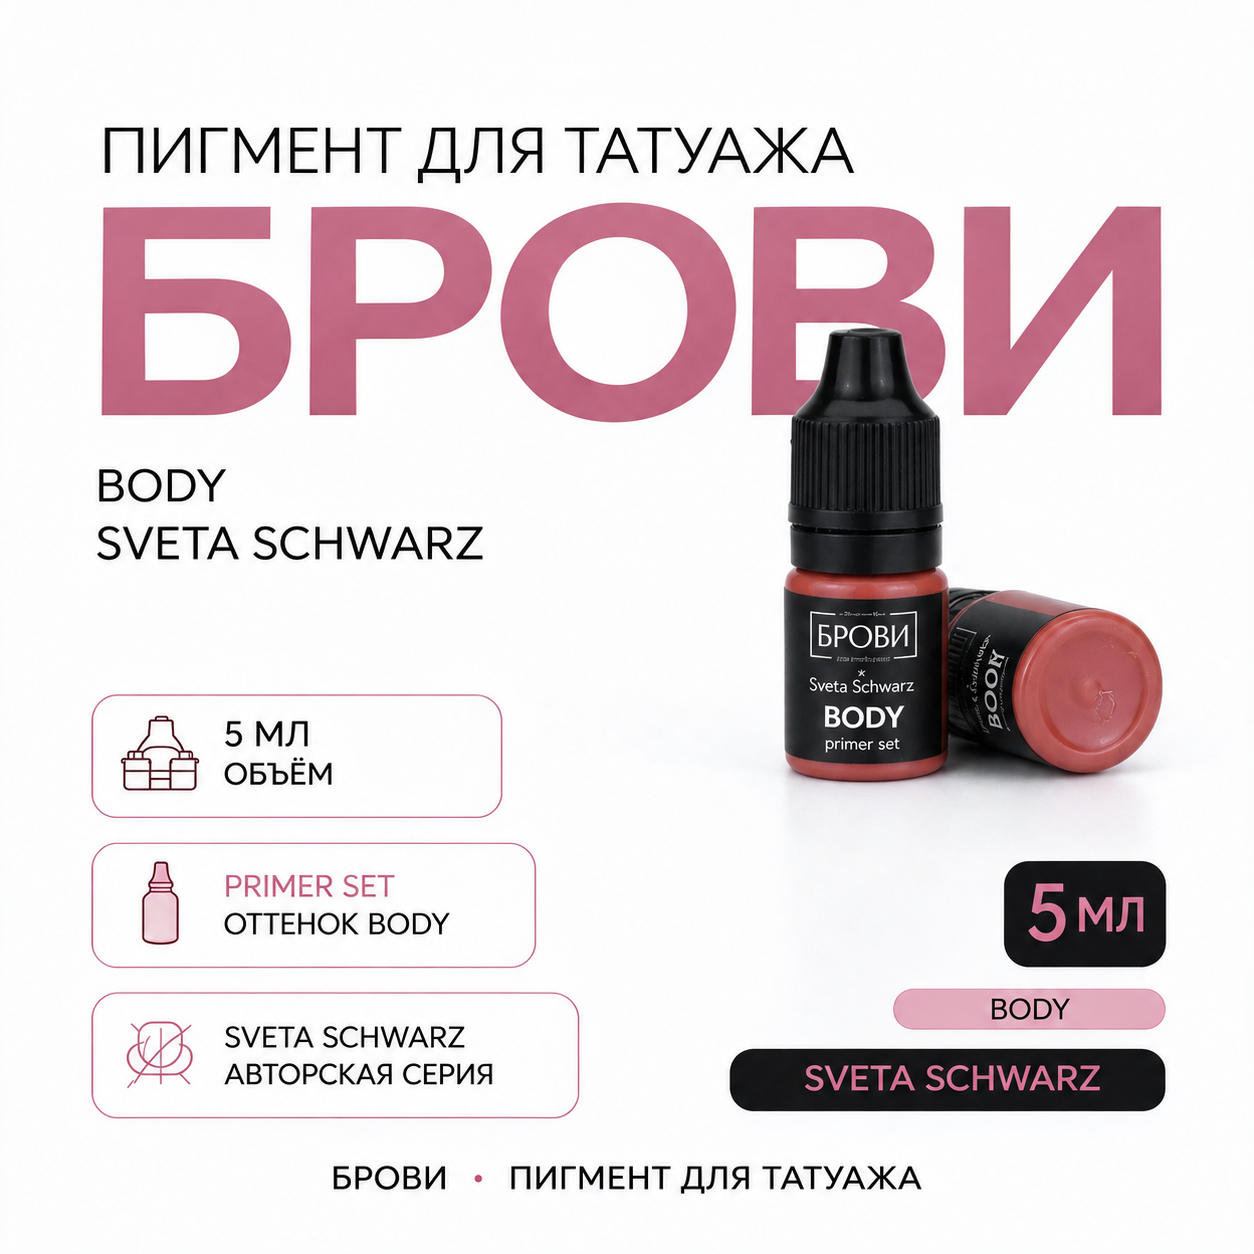 ПИГМЕНТ ДЛЯ ТАТУАЖА
БРОВИ
BODY
SVETA SCHWARZ
БРОВИ
Sveta Schwarz
BODY
primer set
5 МЛ
ОБЪЁМ
PRIMER SET
ОТТЕНОК BODY
SVETA SCHWARZ
АВТОРСКАЯ СЕРИЯ
5 МЛ
BODY
SVETA SCHWARZ
БРОВИ • ПИГМЕНТ ДЛЯ ТАТУАЖА